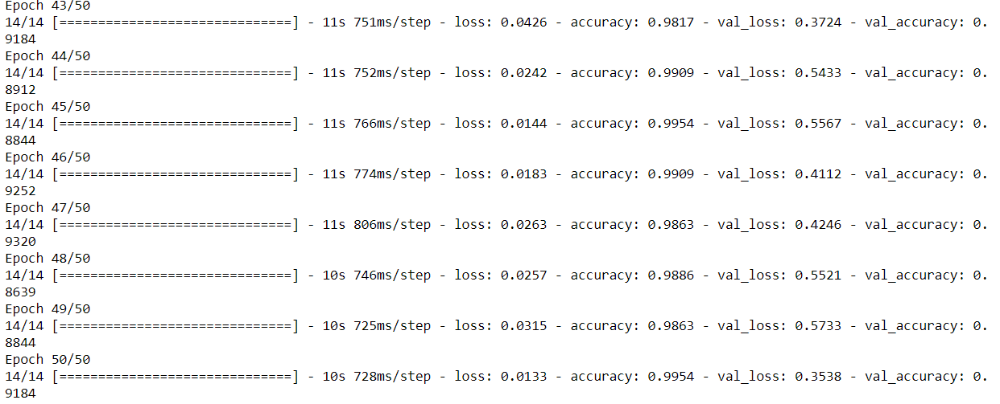 Epoch 43/50
14/14 [==============================] - 11s 751ms/step - loss: 0.0426 - accuracy: 0.9817 - val_loss: 0.3724 - val_accuracy: 0.
9184
Epoch 44/50
14/14 [==============================] - 11s 752ms/step - loss: 0.0242 - accuracy: 0.9909 - val_loss: 0.5433 - val_accuracy: 0.
8912
Epoch 45/50
14/14 [==============================] - 11s 766ms/step - loss: 0.0144 - accuracy: 0.9954 - val_loss: 0.5567 - val_accuracy: 0.
8844
Epoch 46/50
14/14 [==============================] - 11s 774ms/step - loss: 0.0183 - accuracy: 0.9909 - val_loss: 0.4112 - val_accuracy: 0.
9252
Epoch 47/50
14/14 [==============================] - 11s 806ms/step - loss: 0.0263 - accuracy: 0.9863 - val_loss: 0.4246 - val_accuracy: 0.
9320
Epoch 48/50
14/14 [==============================] - 10s 746ms/step - loss: 0.0257 - accuracy: 0.9886 - val_loss: 0.5521 - val_accuracy: 0.
8639
Epoch 49/50
14/14 [==============================] - 10s 725ms/step - loss: 0.0315 - accuracy: 0.9863 - val_loss: 0.5733 - val_accuracy: 0.
8844
Epoch 50/50
14/14 [==============================] - 10s 728ms/step - loss: 0.0133 - accuracy: 0.9954 - val_loss: 0.3538 - val_accuracy: 0.
9184